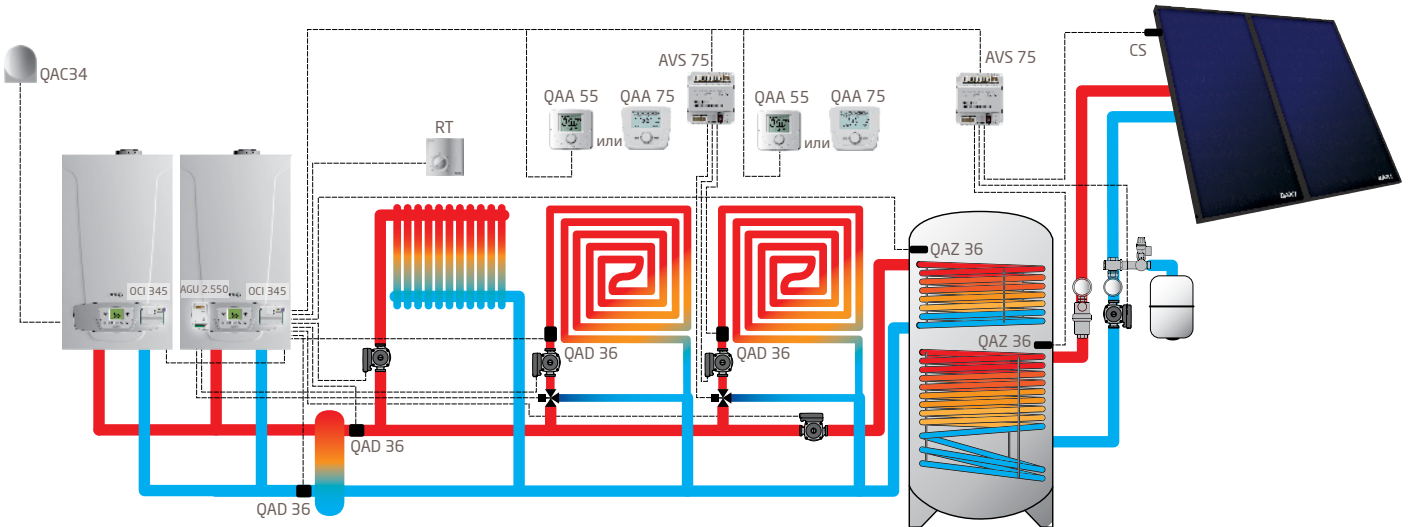 QAC34
RT
QAA 55
или
QAA 75
AVS 75
QAA 55
или
QAA 75
AVS 75
CS
OCI 345
AGU 2.550
OCI 345
QAD 36
QAD 36
QAZ 36
QAZ 36
QAD 36
QAD 36
BAXI